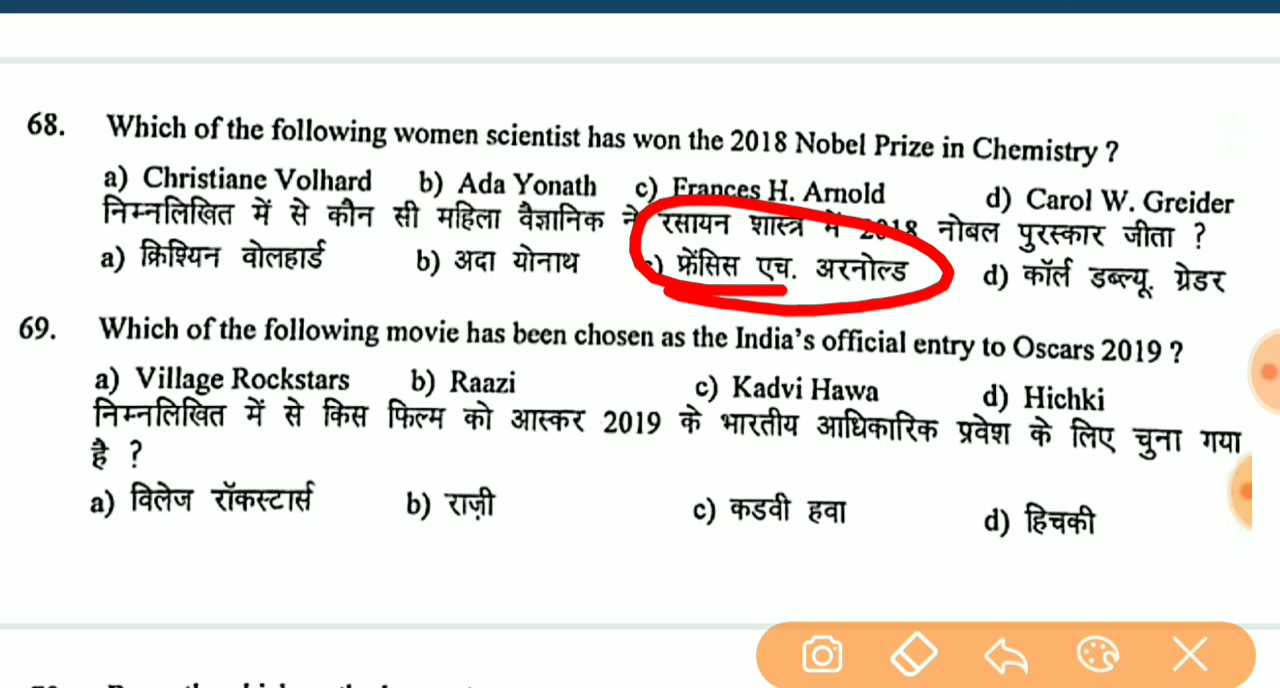 68. Which of the following women scientist has won the 2018 Nobel Prize in Chemistry ?
a) Christiane Volhard b) Ada Yonath c) Frances H. Arnold d) Carol W. Greider
निम्नलिखित में से कौन सी महिला वैज्ञानिक ने रसायन शास्त्र में 2018 नोबल पुरस्कार जीता ?
a) क्रिश्चियन वोलहार्ड b) अदा योनाथ c) फ्रेंसिस एच. अरनोल्ड d) कॉर्ल डब्ल्यू. ग्रेडर
69. Which of the following movie has been chosen as the India's official entry to Oscars 2019 ?
a) Village Rockstars b) Raazi c) Kadvi Hawa d) Hichki
निम्नलिखित में से किस फिल्म को आस्कर 2019 के भारतीय आधिकारिक प्रवेश के लिए चुना गया
है ?
a) विलेज रॉकस्टार्स b) राज़ी c) कडवी हवा d) हिचकी